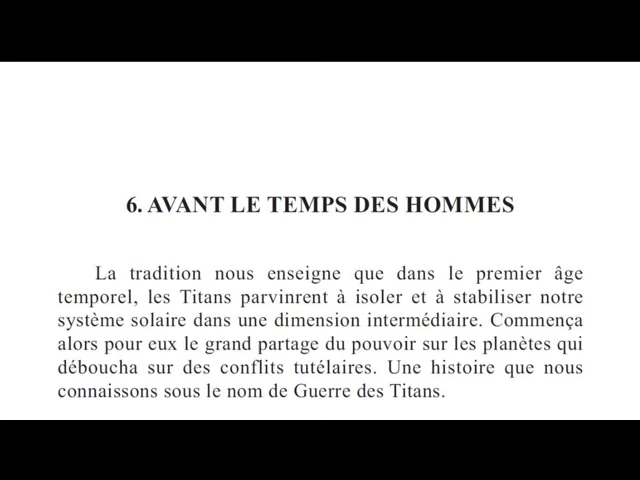 6. AVANT LE TEMPS DES HOMMES
La tradition nous enseigne que dans le premier âge
temporel, les Titans parvinrent à isoler et à stabiliser notre
système solaire dans une dimension intermédiaire. Commença
alors pour eux le grand partage du pouvoir sur les planètes qui
déboucha sur des conflits tutélaires. Une histoire que nous
connaissons sous le nom de Guerre des Titans.